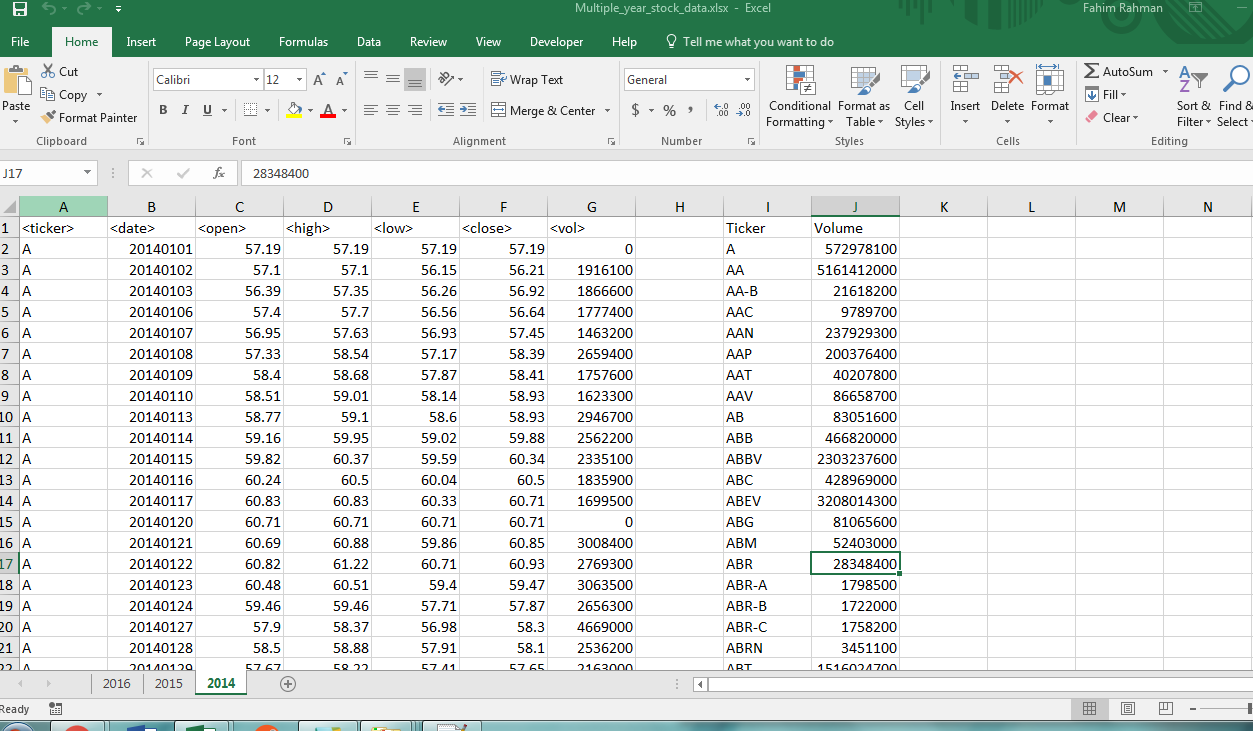 Multiple_year_stock_data.xlsx - Excel Fahim Rahman
File Home Insert Page Layout Formulas Data Review View Developer Help Tell me what you want to do
Cut
Copy
Format Painter
Paste
Clipboard
Calibri 12
B I U
Font
Wrap Text
Merge & Center
Alignment
General
$ % ,
Number
Conditional Formatting
Format as Table
Cell Styles
Styles
Insert Delete Format
Cells
AutoSum
Fill
Clear
Sort & Filter
Find & Select
Editing
J17 fx 28348400
A B C D E F G H I J K L M N
1 <ticker> <date> <open> <high> <low> <close> <vol> Ticker Volume
2 A 20140101 57.19 57.19 57.19 57.19 0 A 572978100
3 A 20140102 57.1 57.1 56.15 56.21 1916100 AA 5161412000
4 A 20140103 56.39 57.35 56.26 56.92 1866600 AA-B 21618200
5 A 20140106 57.4 57.7 56.56 56.64 1777400 AAC 9789700
6 A 20140107 56.95 57.63 56.93 57.45 1463200 AAN 237929300
7 A 20140108 57.33 58.54 57.17 58.39 2659400 AAP 200376400
8 A 20140109 58.4 58.68 57.87 58.41 1757600 AAT 40207800
9 A 20140110 58.51 59.01 58.14 58.93 1623300 AAV 86658700
10 A 20140113 58.77 59.1 58.6 58.93 2946700 AB 83051600
11 A 20140114 59.16 59.95 59.02 59.88 2562200 ABB 466820000
12 A 20140115 59.82 60.37 59.59 60.34 2335100 ABBV 2303237600
13 A 20140116 60.24 60.5 60.04 60.5 1835900 ABC 428969000
14 A 20140117 60.83 60.83 60.33 60.71 1699500 ABEV 3208014300
15 A 20140120 60.71 60.71 60.71 60.71 0 ABG 81065600
16 A 20140121 60.69 60.88 59.86 60.85 3008400 ABM 52403000
17 A 20140122 60.82 61.22 60.71 60.93 2769300 ABR 28348400
18 A 20140123 60.48 60.51 59.4 59.47 3063500 ABR-A 1798500
19 A 20140124 59.46 59.46 57.71 57.87 2656300 ABR-B 1722000
20 A 20140127 57.9 58.37 56.98 58.3 4669000 ABR-C 1758200
21 A 20140128 58.5 58.88 57.91 58.1 2536200 ABRN 3451100
22 A 20140129 57.67 58.22 57.41 57.65 2163000 ABT 1516024700
2016 2015 2014
Ready